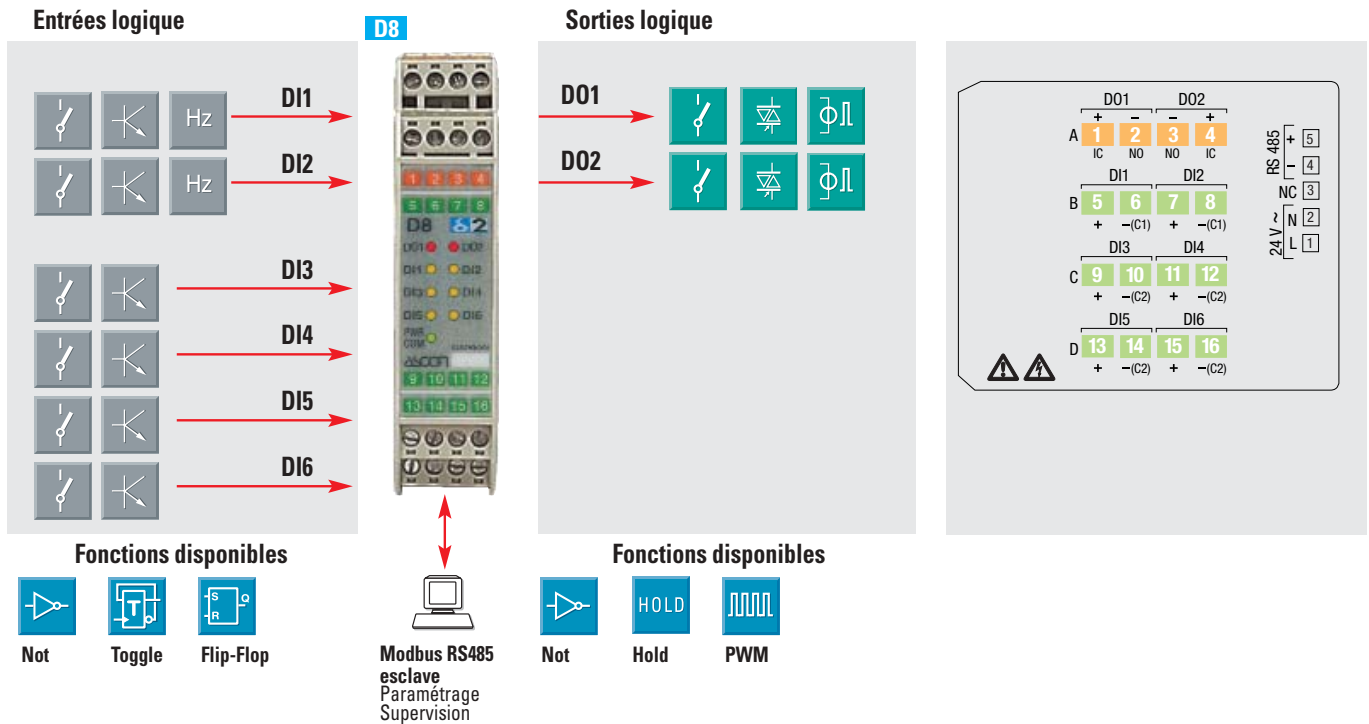 Entrées logique
D8
Sorties logique
Hz
DI1
Hz
DI2
DI3
DI4
DI5
DI6
1 2 3 4
5 6 7 8
D8 2
DO1 DO2
DI1 DI2
DI3 DI4
DI5 DI6
PWR
COM
ASCON
9 10 11 12
13 14 15 16
DO1
DO2
DO1 DO2
+ − − +
A 1 2 3 4
IC NO NO IC
DI1 DI2
B 5 6 7 8
+ −(C1) + −(C1)
DI3 DI4
C 9 10 11 12
+ −(C2) + −(C2)
DI5 DI6
D 13 14 15 16
+ −(C2) + −(C2)
RS 485
+ 5
− 4
NC 3
24 V ~
N 2
L 1
Fonctions disponibles
T
S Q
R
Not Toggle Flip-Flop
Modbus RS485
esclave
Paramétrage
Supervision
Fonctions disponibles
HOLD
Not Hold PWM